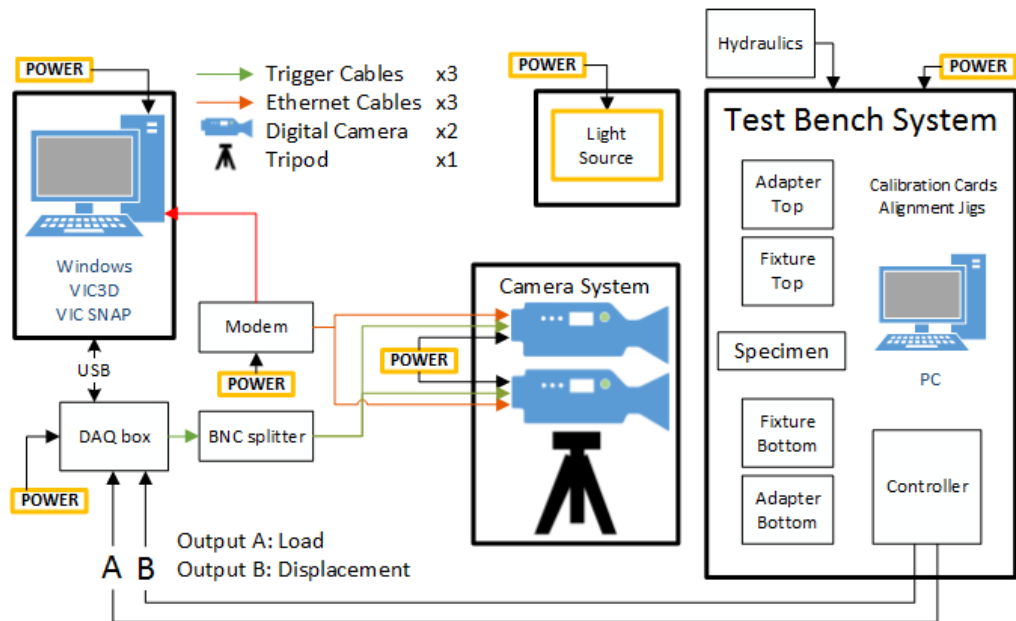 POWER
Trigger Cables x3
Ethernet Cables x3
Digital Camera x2
Tripod x1
POWER
Light
Source
Hydraulics
POWER
Test Bench System
Adapter
Top
Calibration Cards
Alignment Jigs
Fixture
Top
Specimen
PC
Fixture
Bottom
Adapter
Bottom
Controller
Windows
VIC3D
VIC SNAP
Modem
POWER
Camera System
POWER
USB
DAQ box
BNC splitter
POWER
A B
Output A: Load
Output B: Displacement